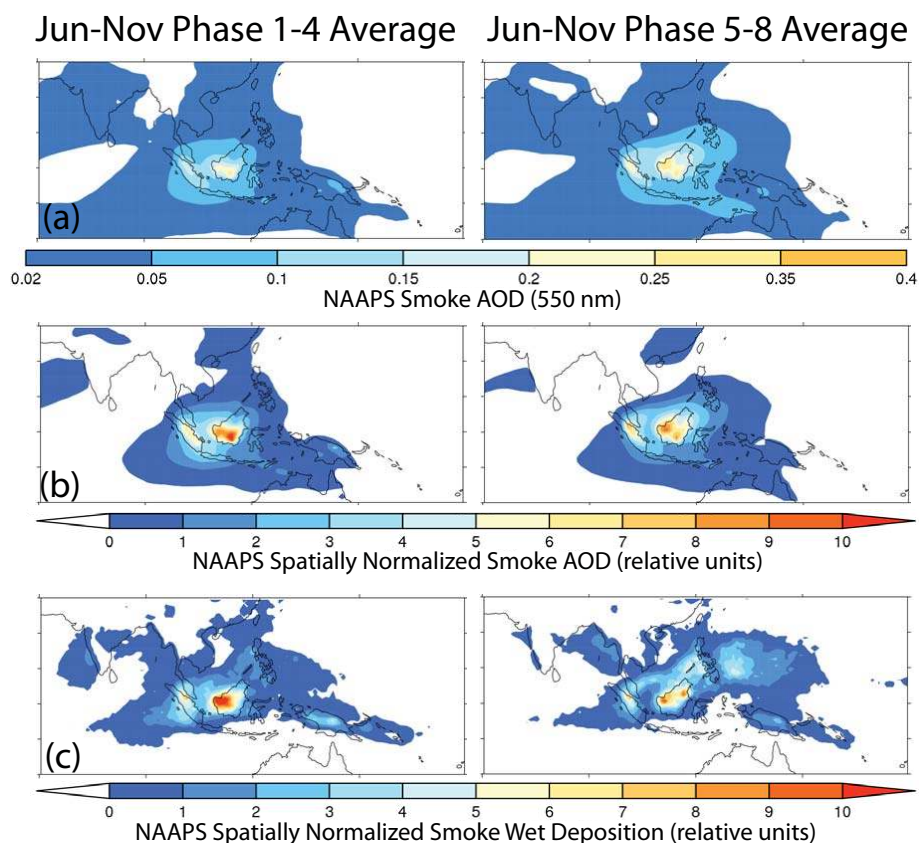 Jun-Nov Phase 1-4 Average Jun-Nov Phase 5-8 Average
(a)
0.02 0.05 0.1 0.15 0.2 0.25 0.35 0.4
NAAPS Smoke AOD (550 nm)
(b)
0 1 2 3 4 5 6 7 8 9 10
NAAPS Spatially Normalized Smoke AOD (relative units)
(c)
0 1 2 3 4 5 6 7 8 9 10
NAAPS Spatially Normalized Smoke Wet Deposition (relative units)